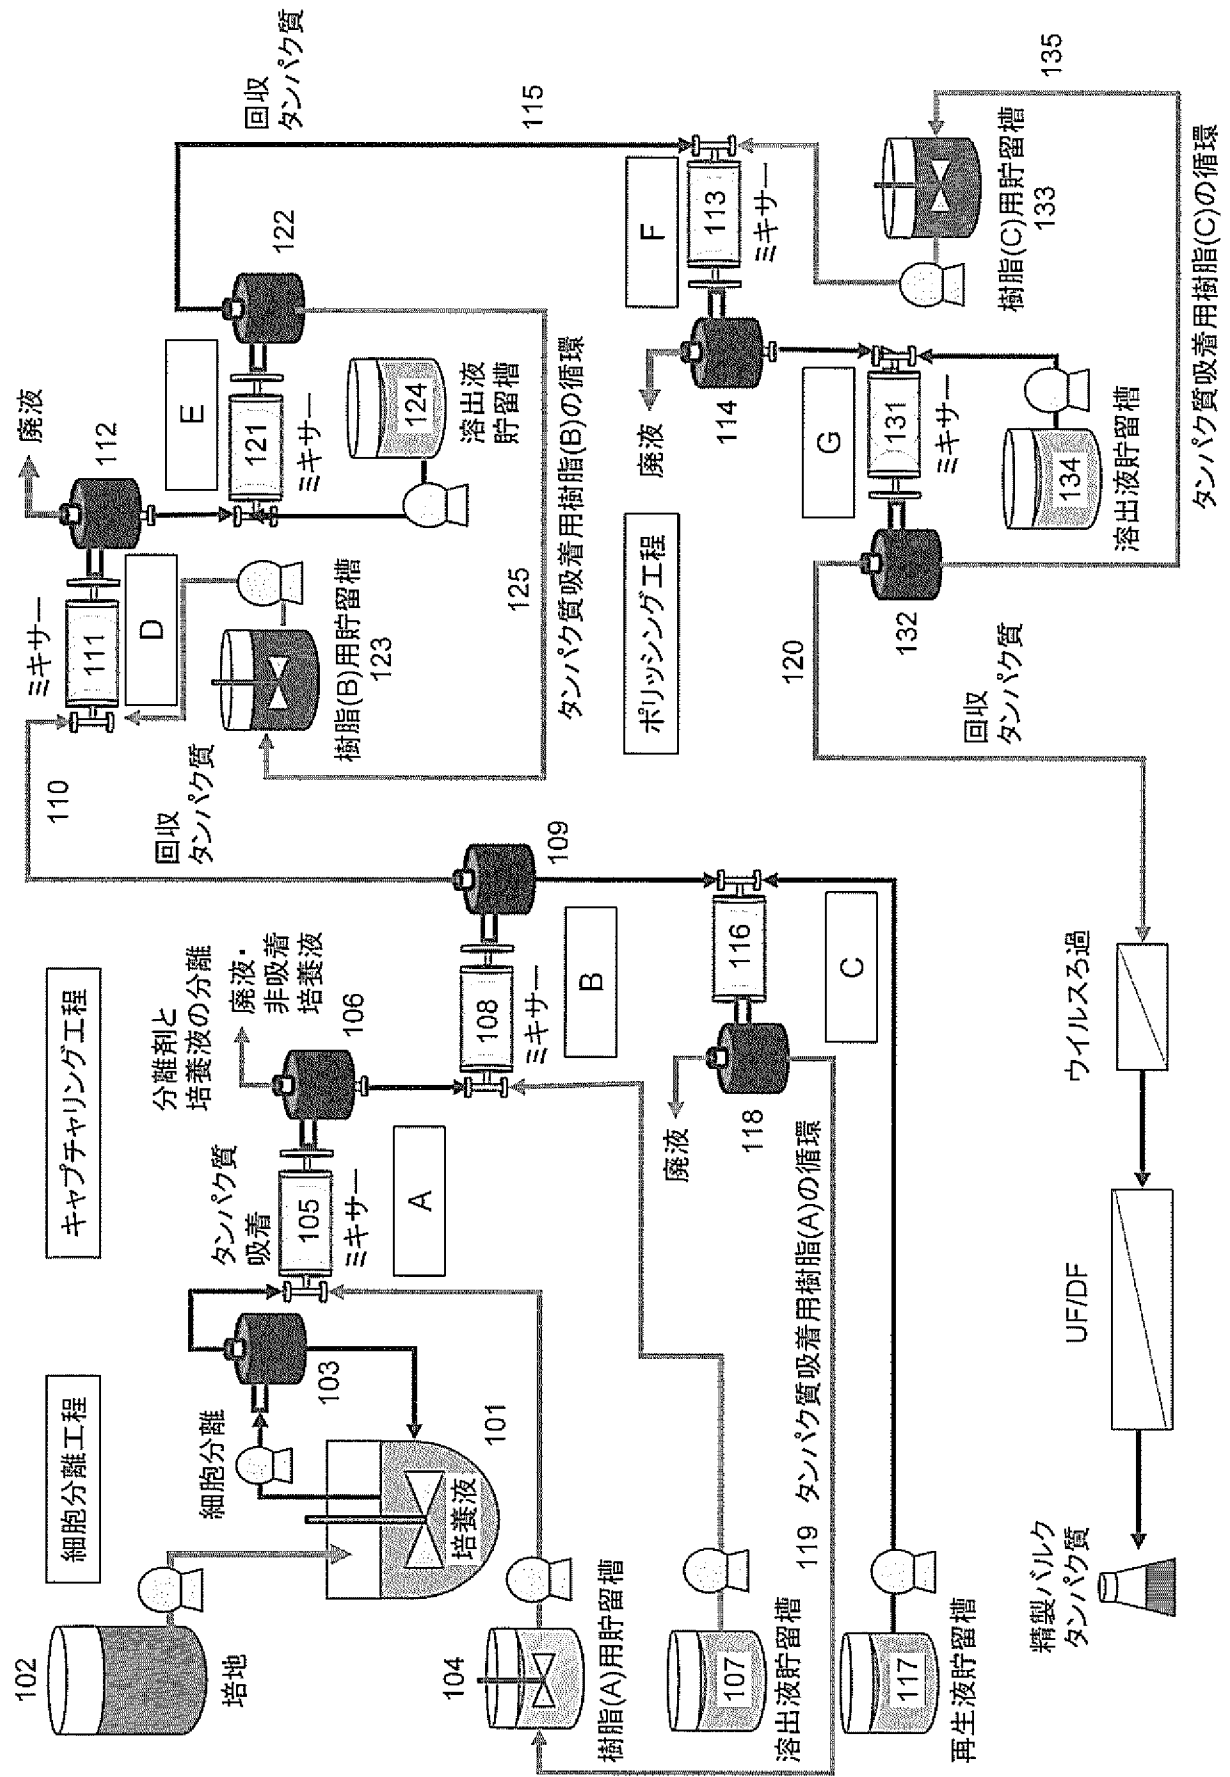 細胞分離工程
キャプチャリング工程
102
培地
細胞分離
103
培養液
101
104
樹脂(A)用貯留槽
タンパク質
吸着
105
ミキサー
A
分離剤と
培養液の分離
廃液・
非吸着
培養液
106
107
溶出液貯留槽
108
ミキサー
B
109
110
回収
タンパク質
116
C
118
廃液
117
再生液貯留槽
119 タンパク質吸着用樹脂(A)の循環
ミキサー
111
D
112
廃液
樹脂(B)用貯留槽
123
E
121
ミキサー
122
124
溶出液
貯留槽
125
タンパク質吸着用樹脂(B)の循環
回収
タンパク質
115
ポリッシング工程
F
113
ミキサー
114
廃液
樹脂(C)用貯留槽
133
G
131
ミキサー
132
134
溶出液貯留槽
135
タンパク質吸着用樹脂(C)の循環
120
回収
タンパク質
ウイルスろ過
UF/DF
精製バルク
タンパク質